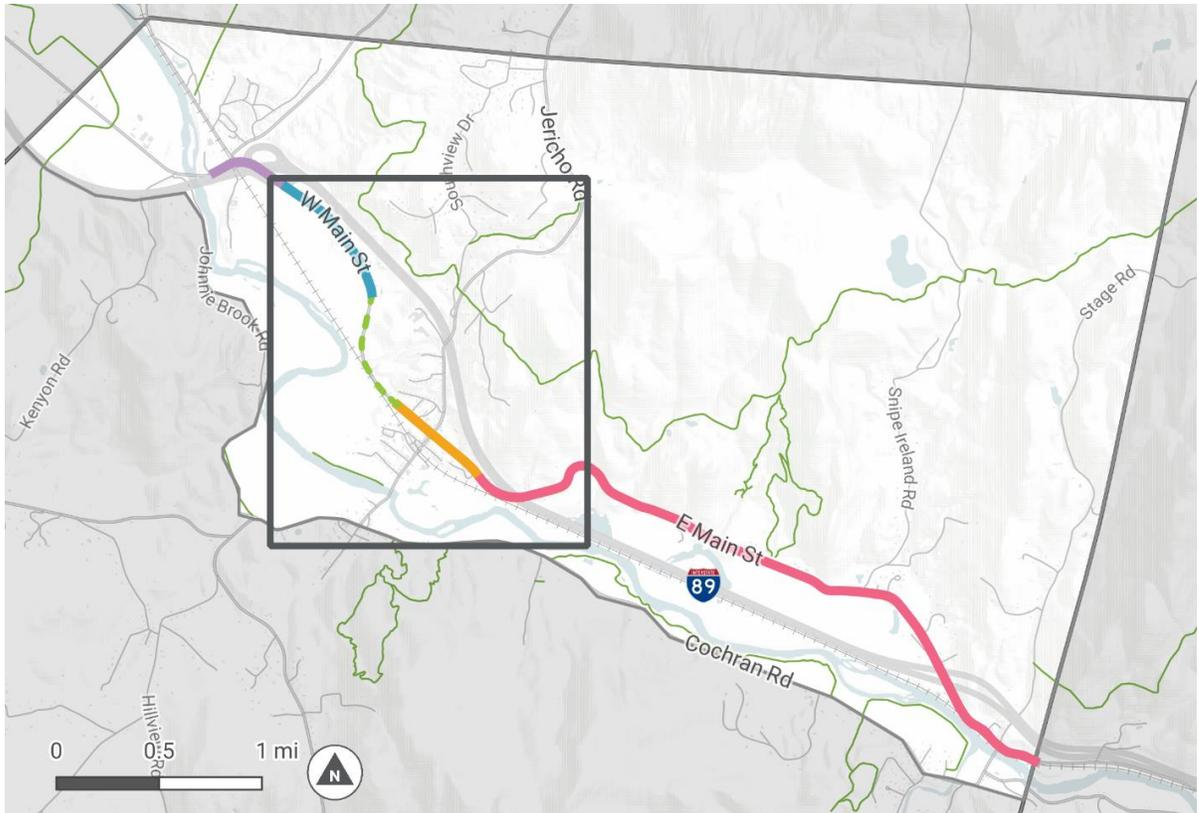 Jericho Rd
Southview Dr
W Main St
Johnnie Brook Rd
Stage Rd
Kenyon Rd
Snipe Ireland Rd
E Main St
89
Cochran Rd
Hillview Rd
0 0.5 1 mi
N